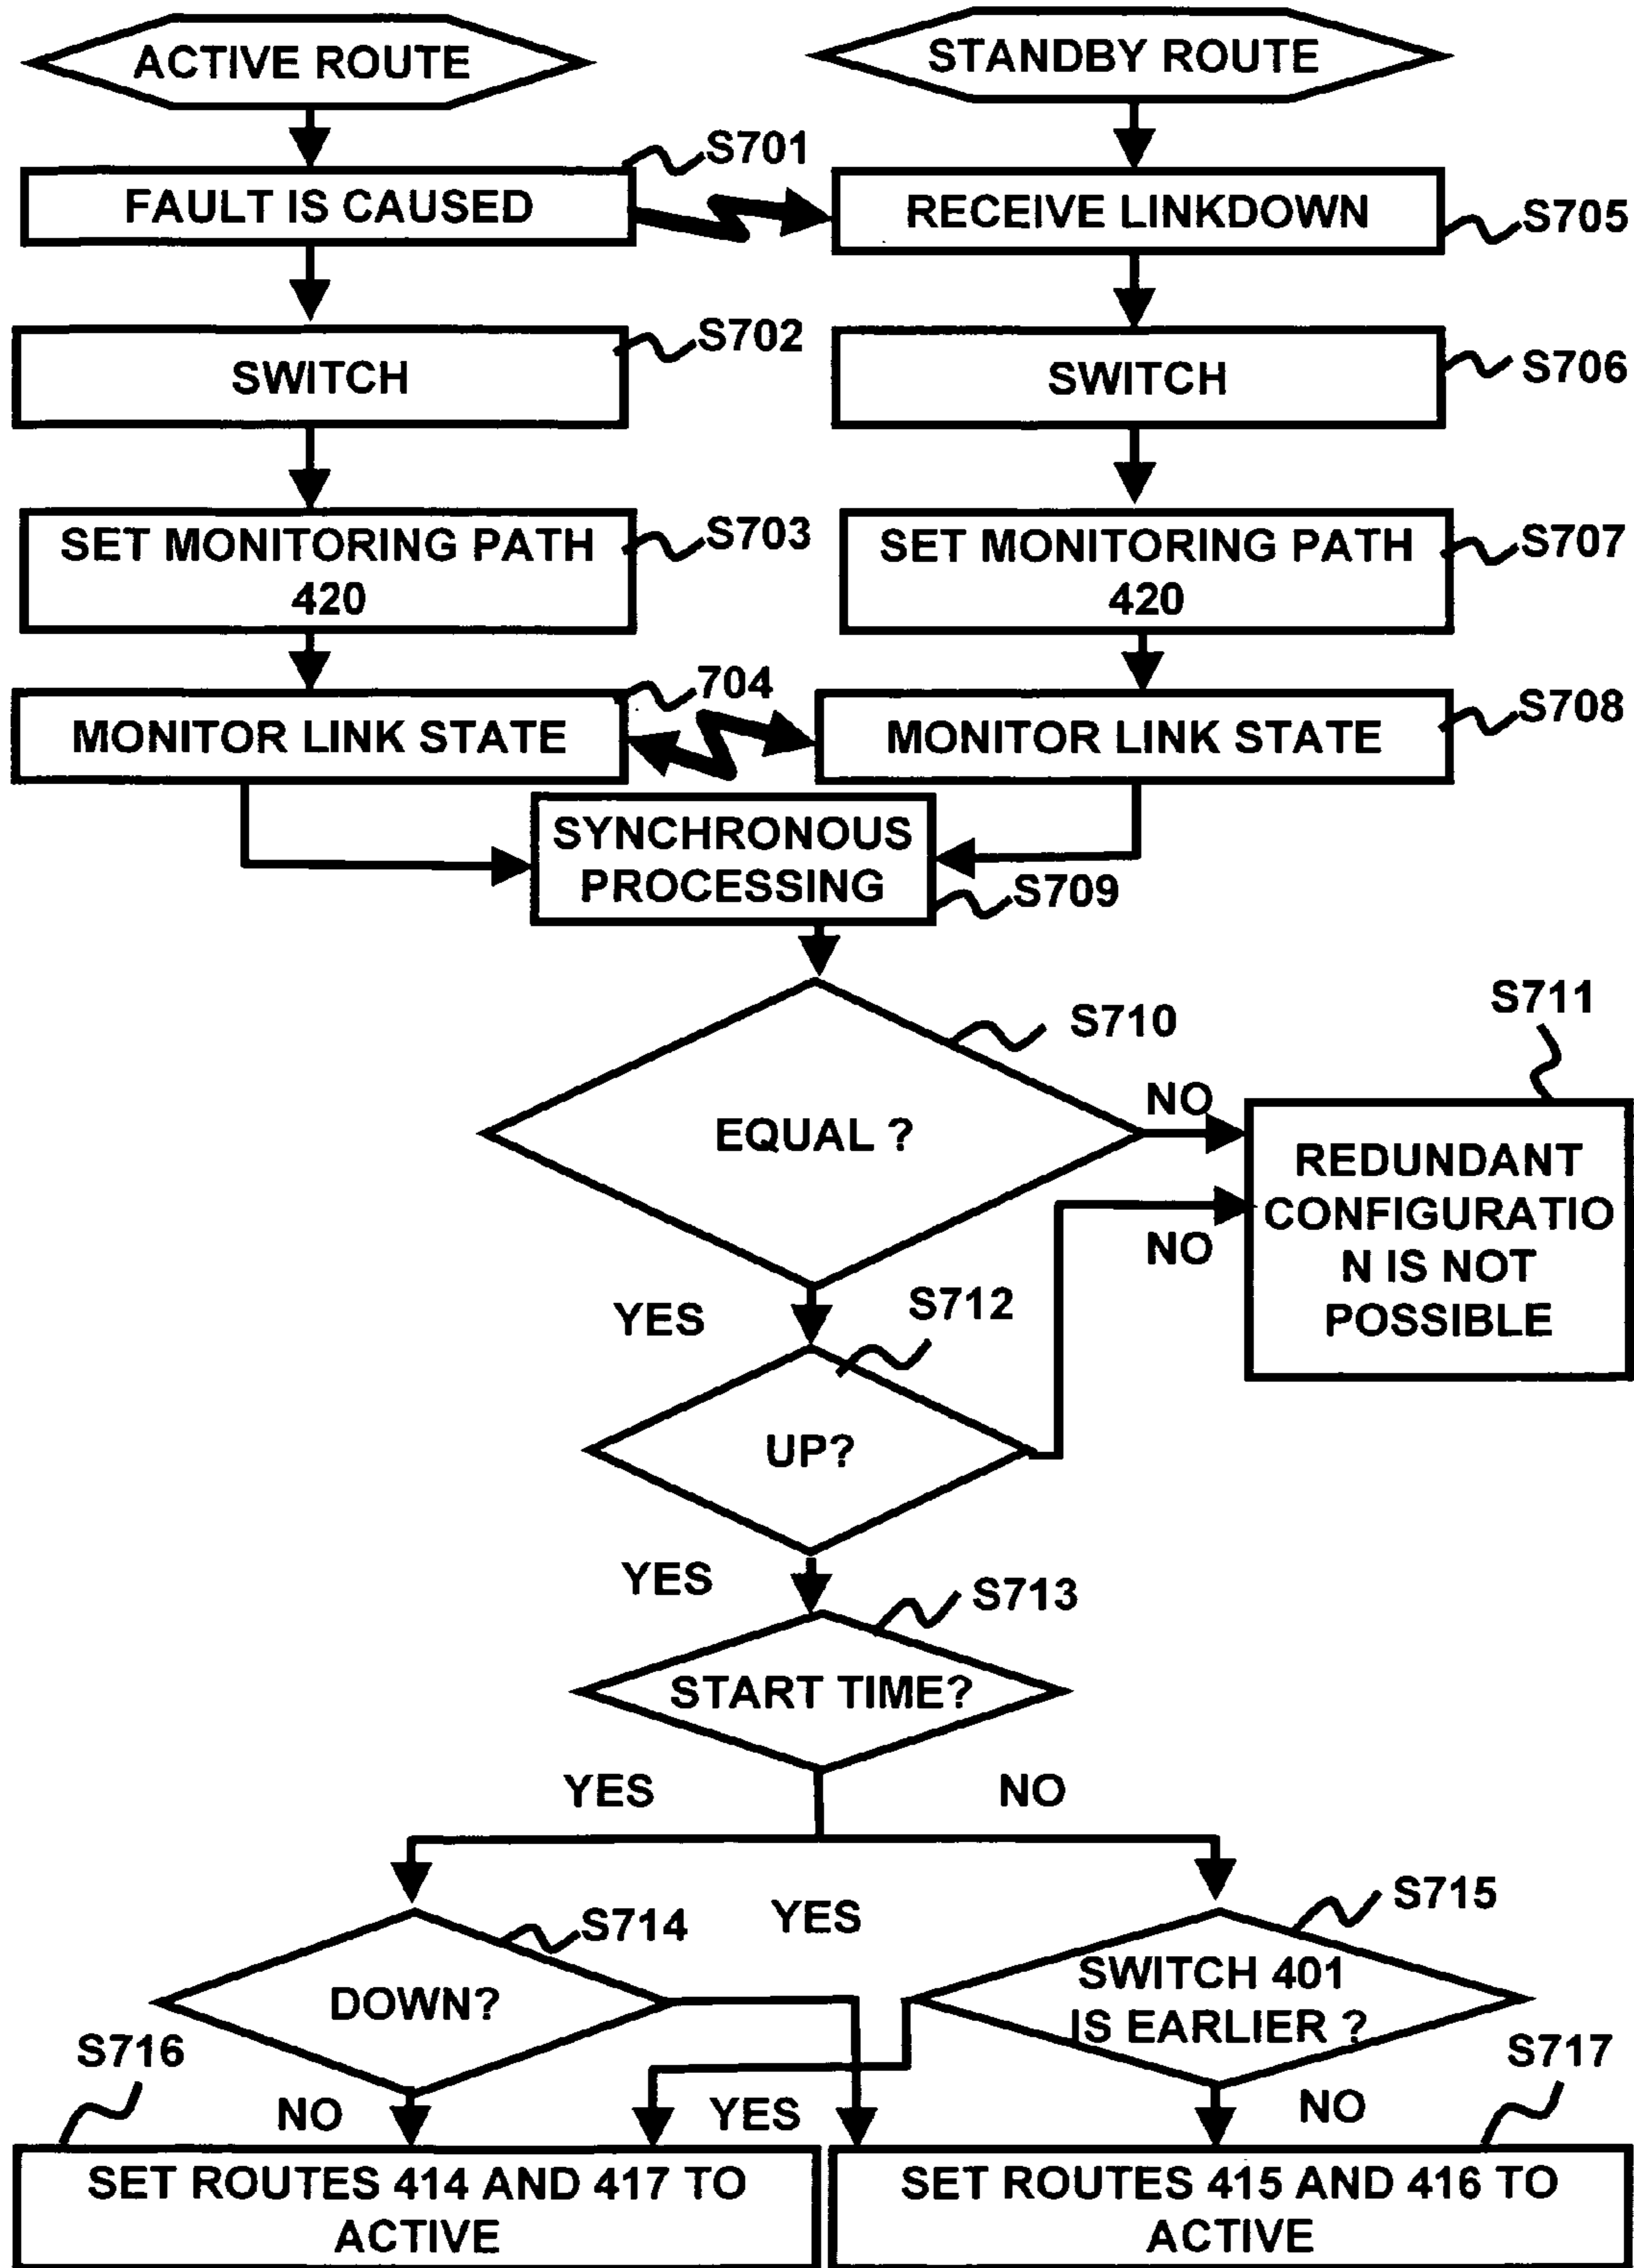 ACTIVE ROUTE
STANDBY ROUTE
S701
FAULT IS CAUSED
RECEIVE LINKDOWN
S705
S702
SWITCH
SWITCH
S706
SET MONITORING PATH
420
S703
SET MONITORING PATH
420
S707
704
MONITOR LINK STATE
MONITOR LINK STATE
S708
SYNCHRONOUS
PROCESSING
S709
S710
S711
EQUAL ?
NO
REDUNDANT
CONFIGURATIO
N IS NOT
POSSIBLE
NO
YES
S712
UP?
YES
S713
START TIME?
YES
NO
S714
YES
S715
DOWN?
SWITCH 401
IS EARLIER ?
S716
S717
NO
YES
NO
SET ROUTES 414 AND 417 TO
ACTIVE
SET ROUTES 415 AND 416 TO
ACTIVE